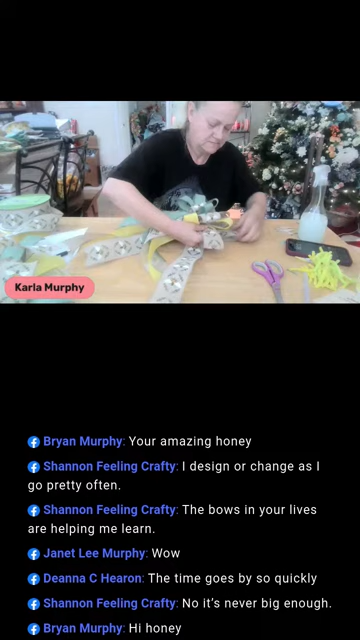 Karla Murphy
Bryan Murphy: Your amazing honey
Shannon Feeling Crafty: I design or change as I
go pretty often.
Shannon Feeling Crafty: The bows in your lives
are helping me learn.
Janet Lee Murphy: Wow
Deanna C Hearon: The time goes by so quickly
Shannon Feeling Crafty: No it's never big enough.
Bryan Murphy: Hi honey